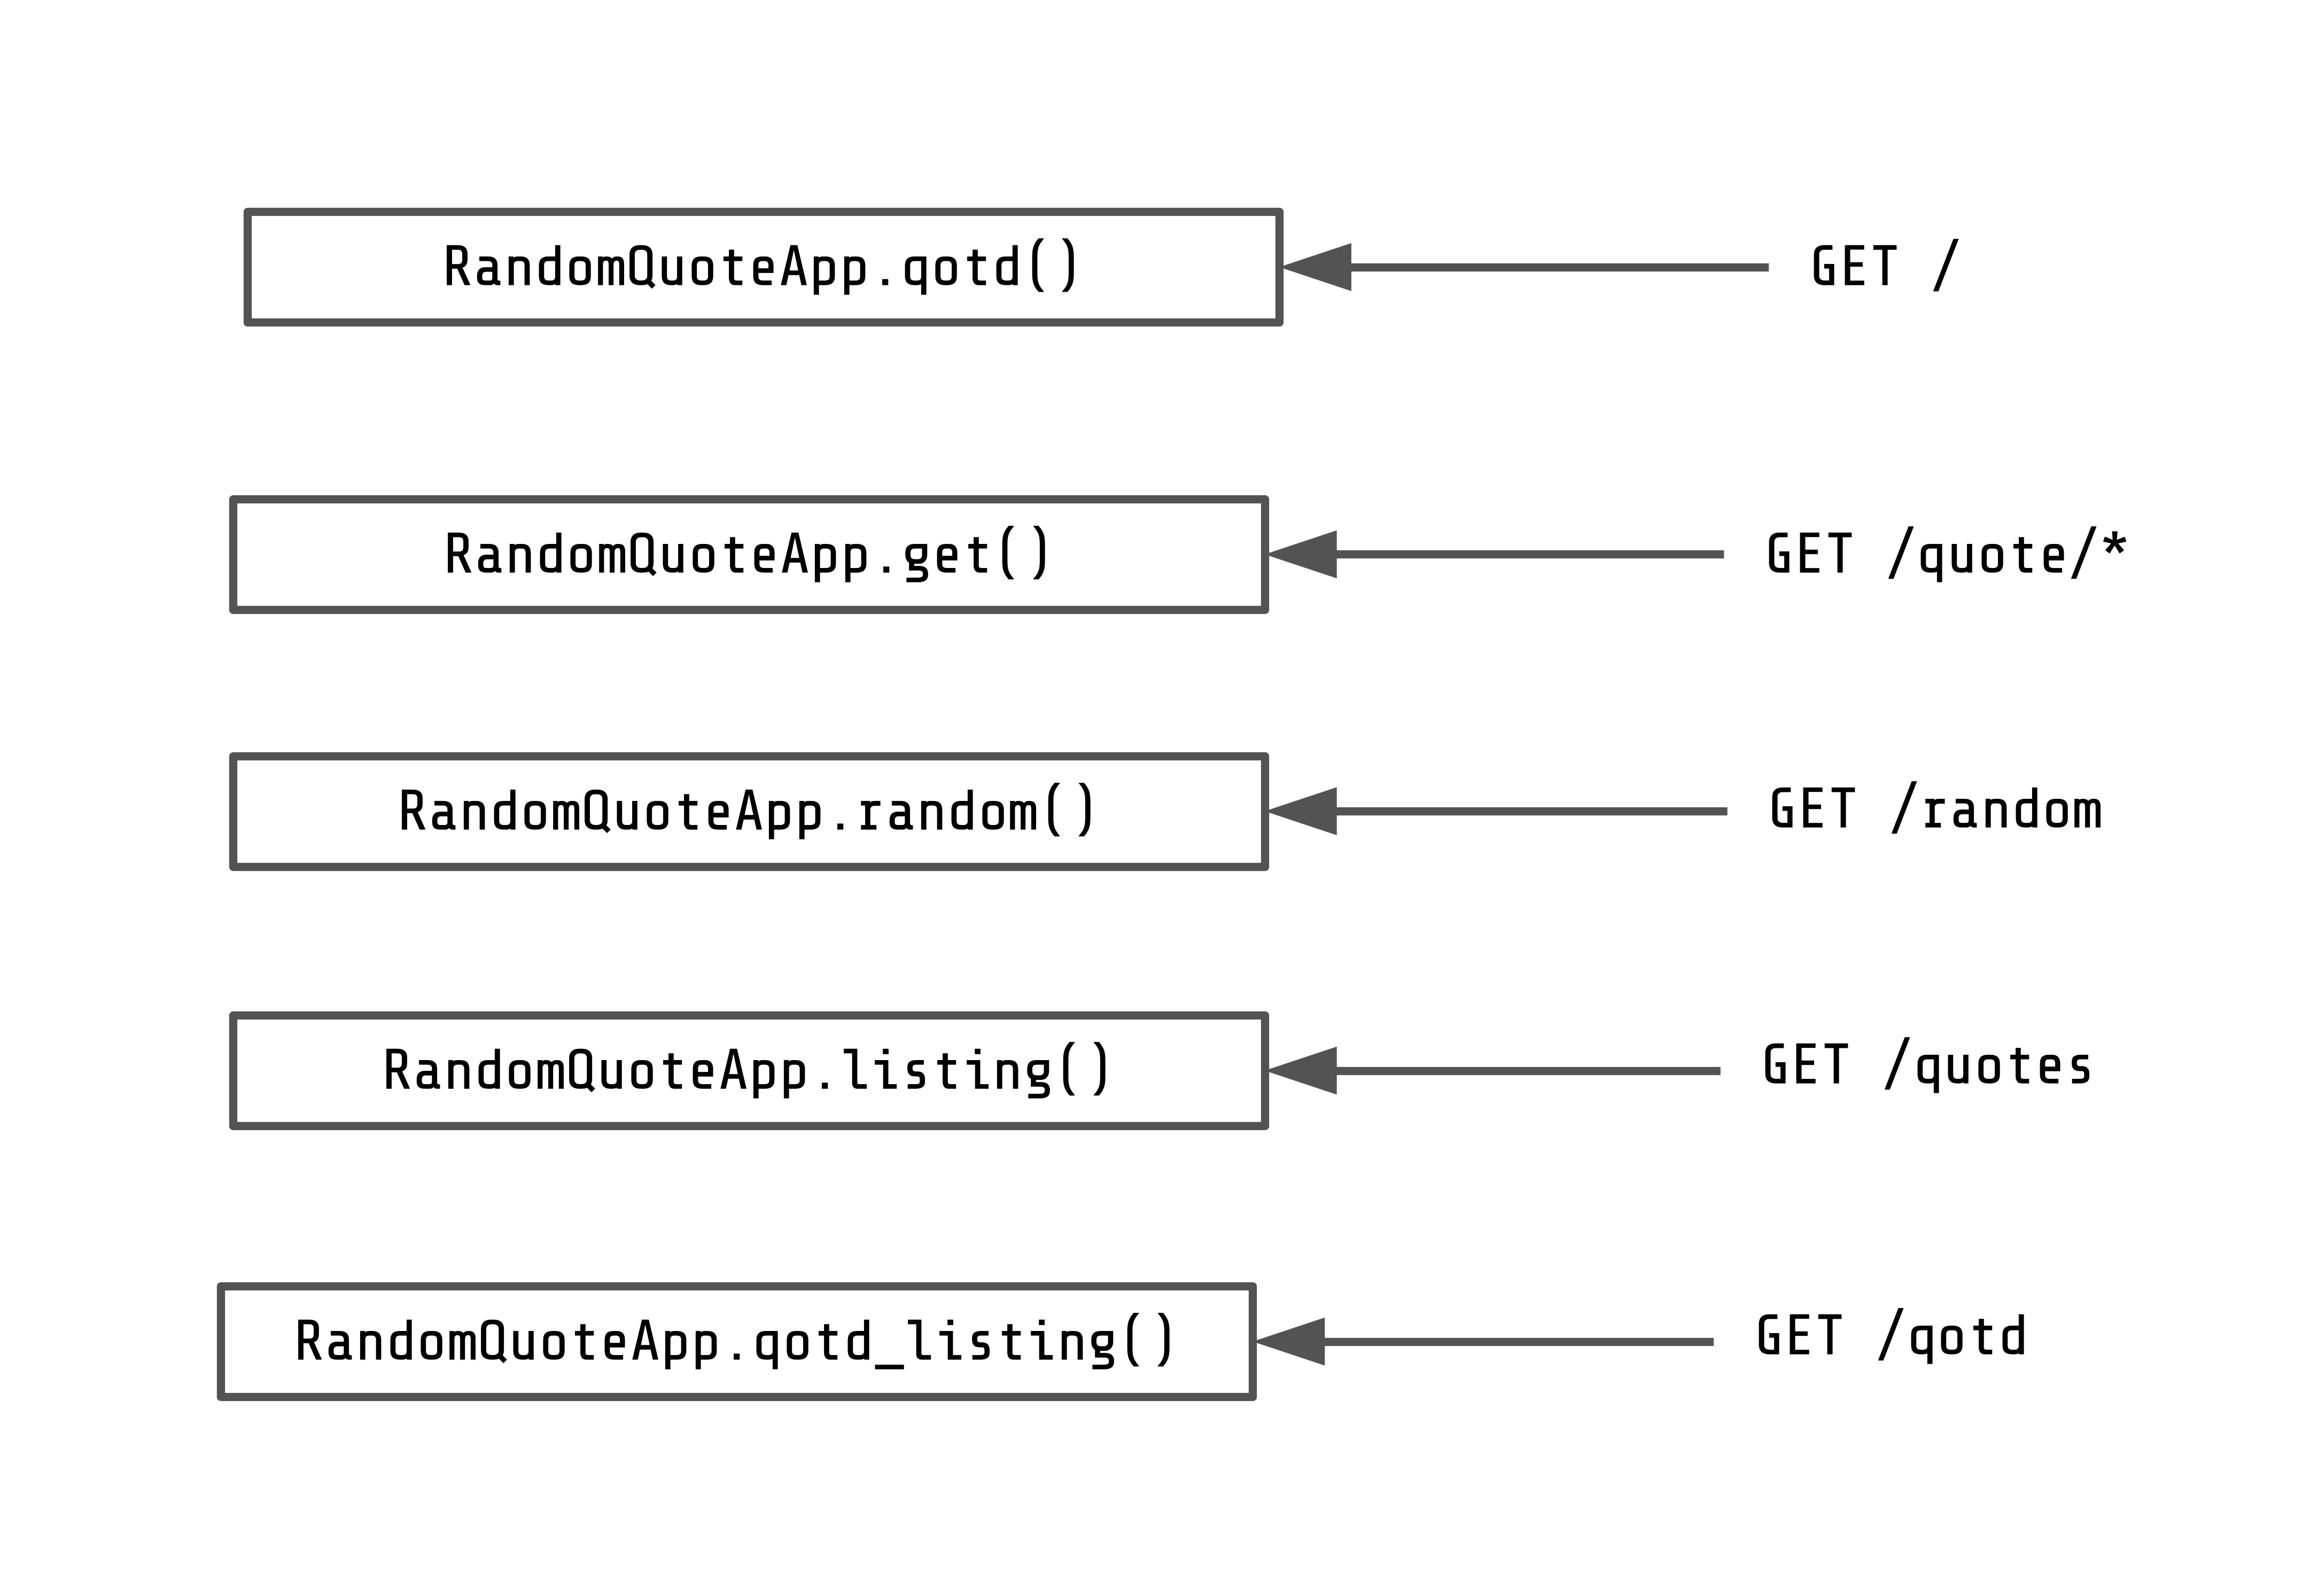 RandomQuoteApp.qotd() GET /
RandomQuoteApp.get() GET /quote/*
RandomQuoteApp.random() GET /random
RandomQuoteApp.listing() GET /quotes
RandomQuoteApp.qotd_listing() GET /qotd